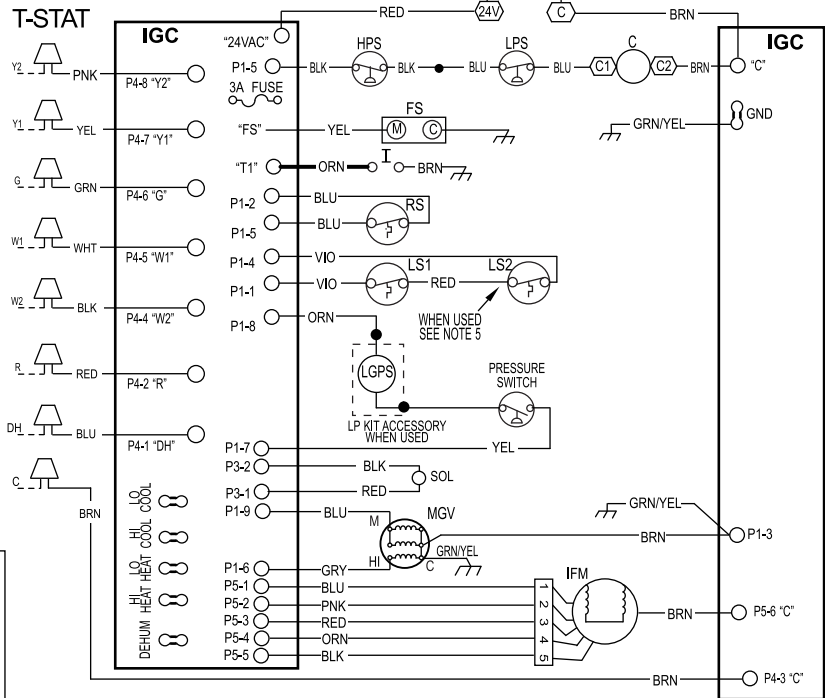 T-STAT
IGC
"24VAC"
RED
24V
C
BRN
IGC
Y2
PNK
P4-8 "Y2"
P1-5
BLK
HPS
BLK
BLU
LPS
BLU
C1
C
C2
BRN
"C"
3A FUSE
Y1
YEL
P4-7 "Y1"
"FS"
YEL
FS
M
C
GRN/YEL
GND
"T1"
ORN
I
BRN
G
GRN
P4-6 "G"
P1-2
BLU
RS
P1-5
BLU
W1
WHT
P4-5 "W1"
P1-4
VIO
P1-1
VIO
LS1
RED
LS2
W2
BLK
P4-4 "W2"
P1-8
ORN
WHEN USED
SEE NOTE 5
R
RED
P4-2 "R"
LGPS
PRESSURE
SWITCH
LP KIT ACCESSORY
WHEN USED
DH
BLU
P4-1 "DH"
P1-7
YEL
P3-2
BLK
SOL
C
BRN
P3-1
RED
P1-9
BLU
M
MGV
GRN/YEL
BRN
P1-3
LO COOL
HI COOL
LO HEAT
HI HEAT
DEHUM
HI
C
GRN/YEL
P1-6
GRY
P5-1
BLU
1
IFM
P5-2
PNK
2
BRN
P5-6 "C"
P5-3
RED
3
P5-4
ORN
4
P5-5
BLK
5
BRN
P4-3 "C"